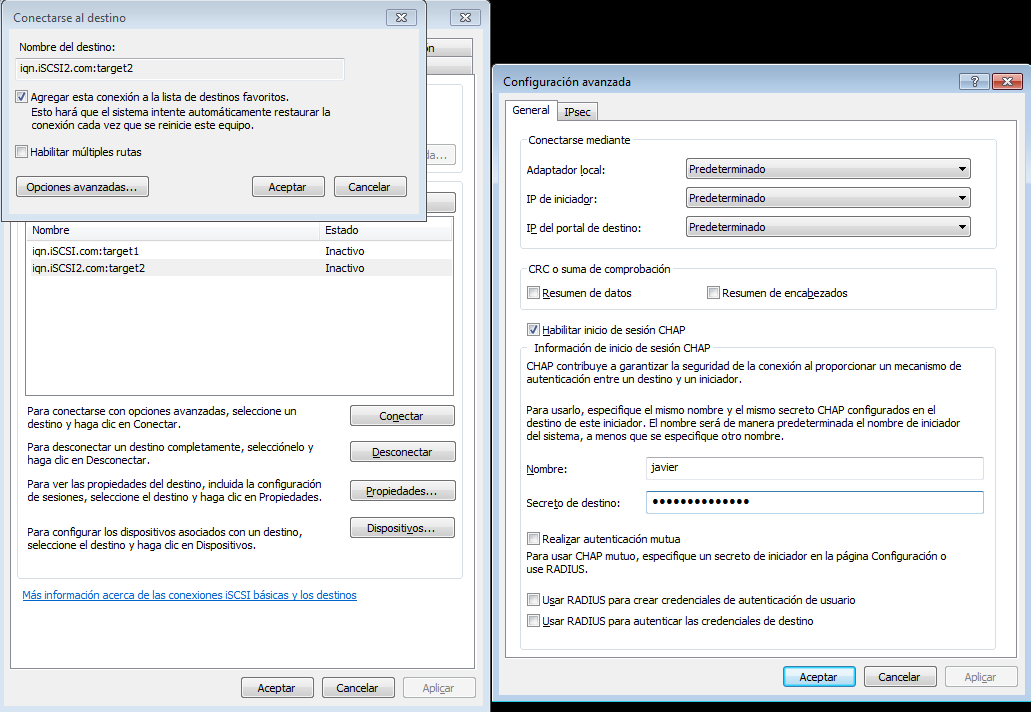 Conectarse al destino
Nombre del destino:
iqn.iSCSI2.com:target2
Agregar esta conexión a la lista de destinos favoritos.
Esto hará que el sistema intente automáticamente restaurar la
conexión cada vez que se reinicie este equipo.
Habilitar múltiples rutas
Opciones avanzadas...
Aceptar
Cancelar
Nombre
Estado
iqn.iSCSI.com:target1
Inactivo
iqn.iSCSI2.com:target2
Inactivo
Para conectarse con opciones avanzadas, seleccione un
destino y haga clic en Conectar.
Conectar
Para desconectar un destino completamente, selecciónelo y
haga clic en Desconectar.
Desconectar
Para ver las propiedades del destino, incluida la configuración
de sesiones, seleccione el destino y haga clic en Propiedades.
Propiedades...
Para configurar los dispositivos asociados con un destino,
seleccione el destino y haga clic en Dispositivos.
Dispositivos...
Más información acerca de las conexiones iSCSI básicas y los destinos
Aceptar
Cancelar
Aplicar
Configuración avanzada
General
IPsec
Conectarse mediante
Adaptador local:
Predeterminado
IP de iniciador:
Predeterminado
IP del portal de destino:
Predeterminado
CRC o suma de comprobación
Resumen de datos
Resumen de encabezados
Habilitar inicio de sesión CHAP
Información de inicio de sesión CHAP
CHAP contribuye a garantizar la seguridad de la conexión al proporcionar un mecanismo de
autenticación entre un destino y un iniciador.
Para usarlo, especifique el mismo nombre y el mismo secreto CHAP configurados en el
destino de este iniciador. El nombre será de manera predeterminada el nombre de iniciador
del sistema, a menos que se especifique otro nombre.
Nombre:
javier
Secreto de destino:
Realizar autenticación mutua
Para usar CHAP mutuo, especifique un secreto de iniciador en la página Configuración o
use RADIUS.
Usar RADIUS para crear credenciales de autenticación de usuario
Usar RADIUS para autenticar las credenciales de destino
Aceptar
Cancelar
Aplicar